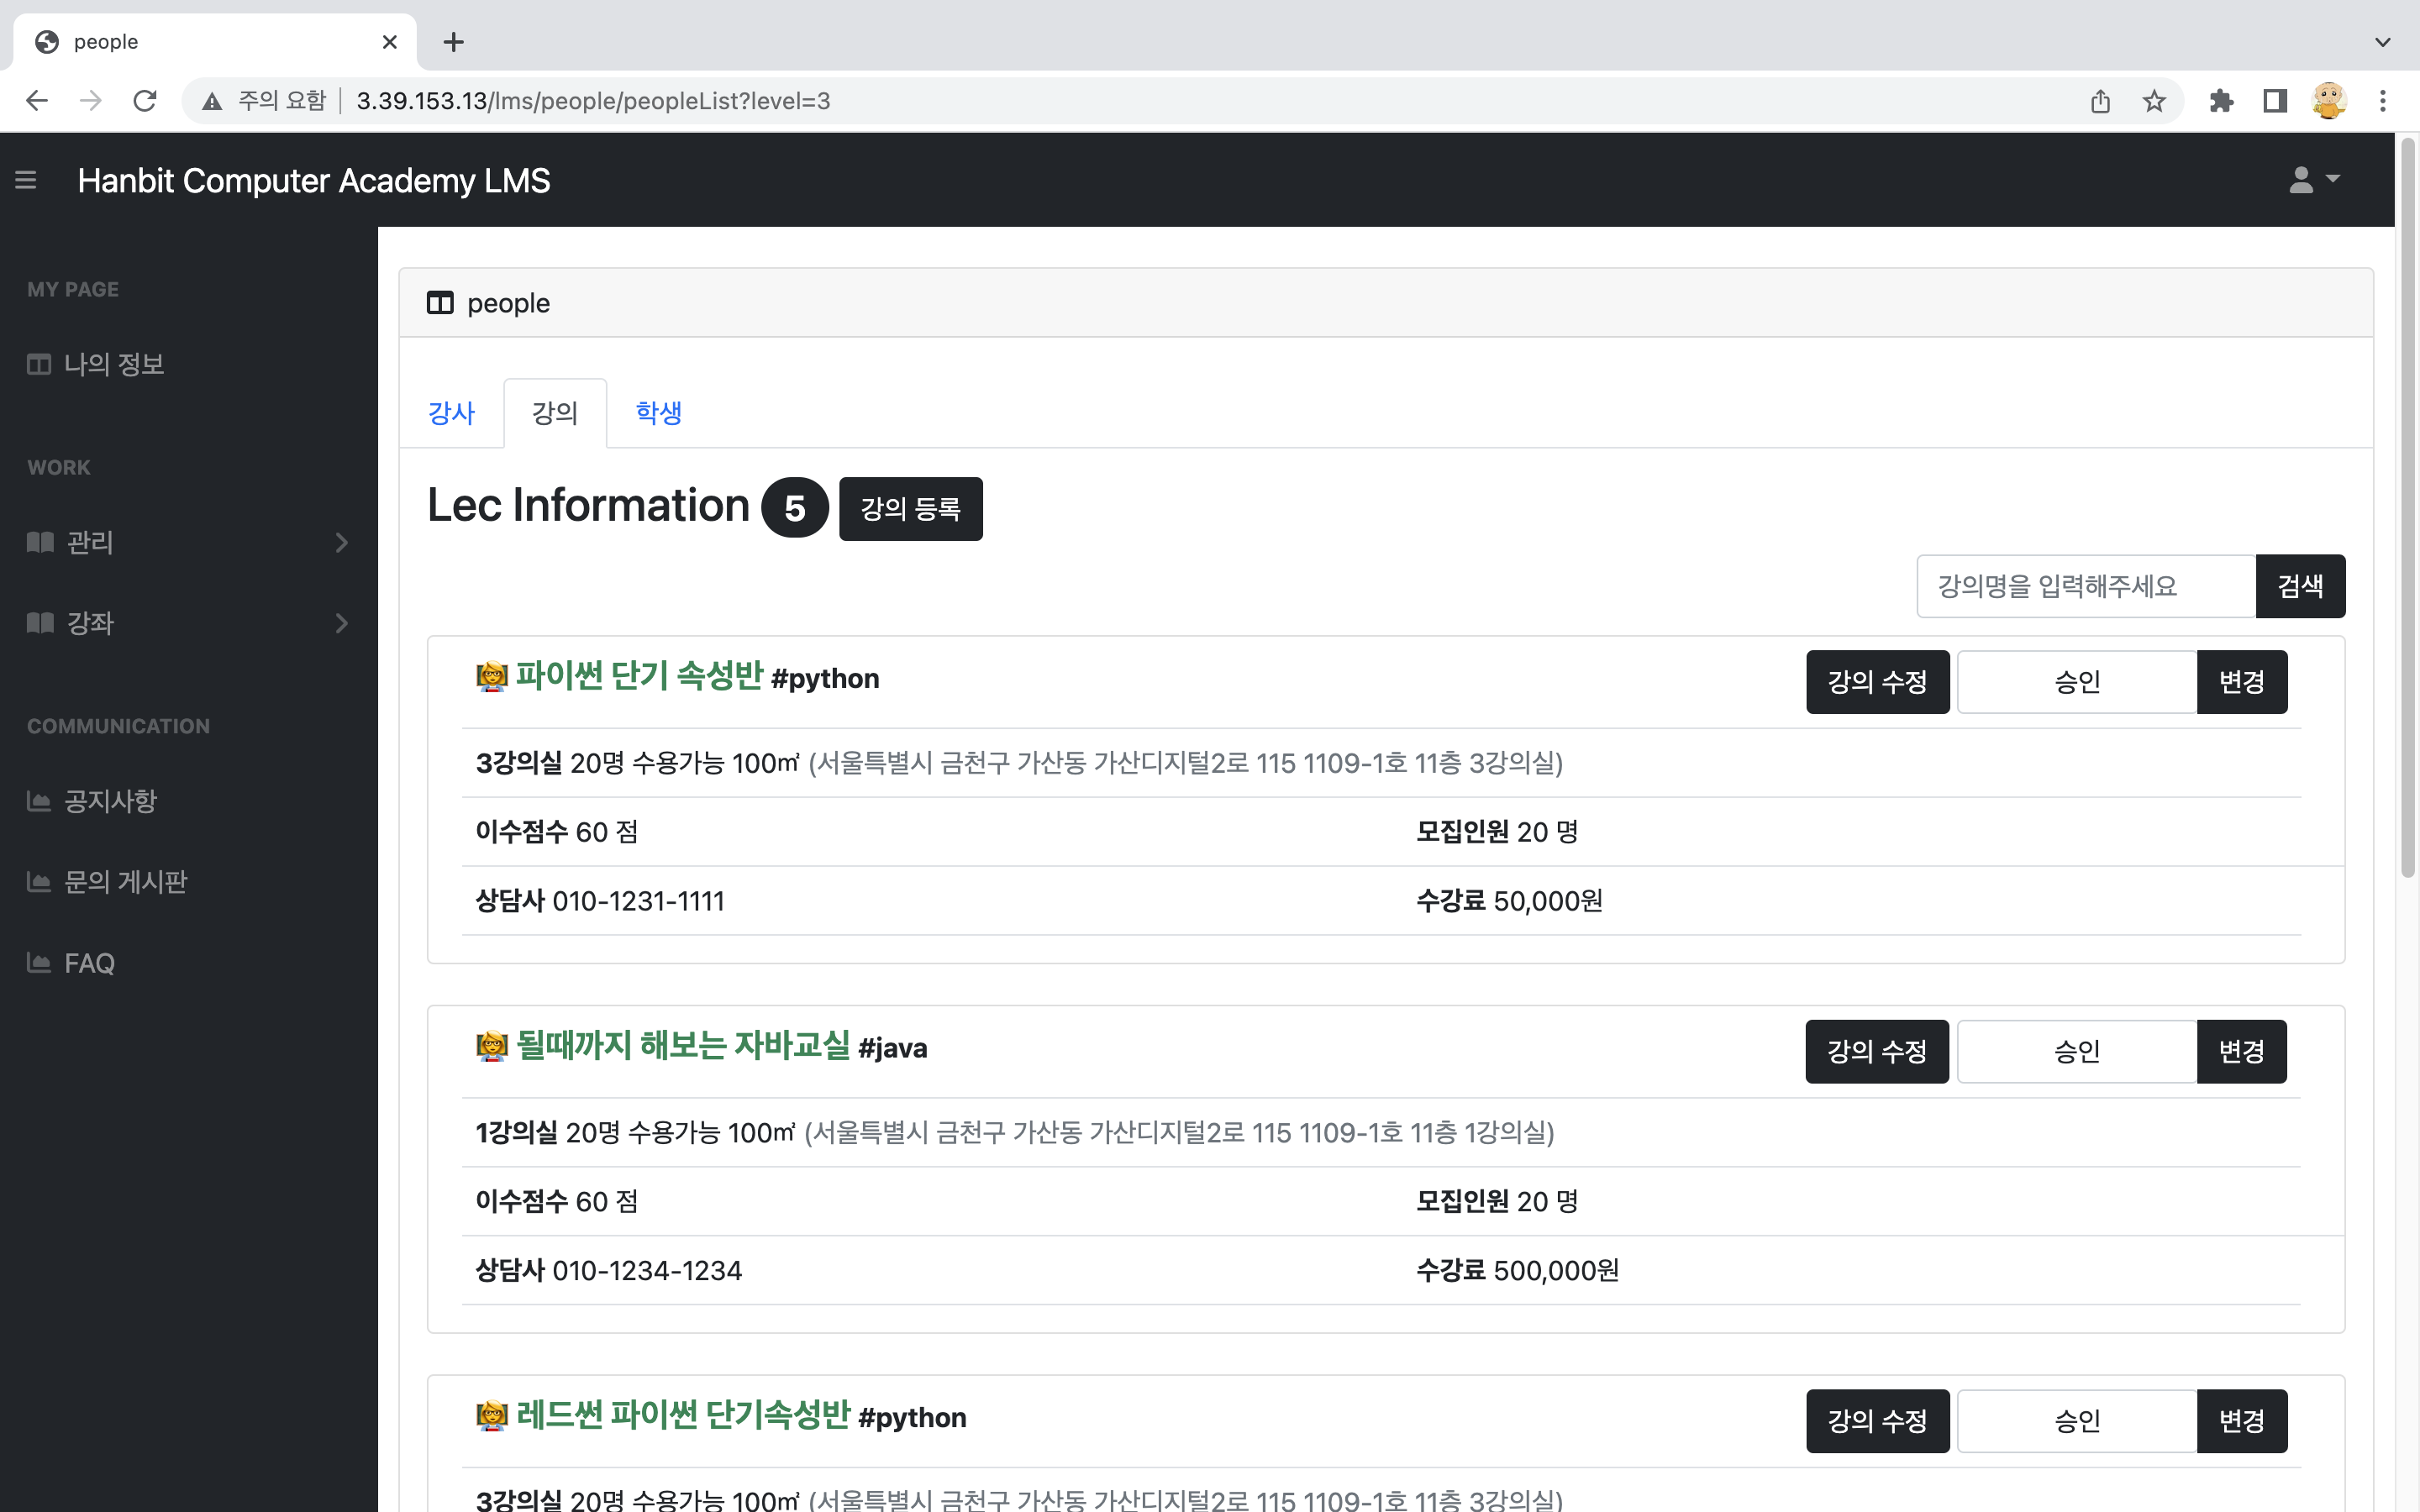 people
주의 요함 3.39.153.13/lms/people/peopleList?level=3
Hanbit Computer Academy LMS
MY PAGE
나의 정보
WORK
관리
강좌
COMMUNICATION
공지사항
문의 게시판
FAQ
people
강사 강의 학생
Lec Information 5 강의 등록
강의명을 입력해주세요 검색
파이썬 단기 속성반 #python 강의 수정 승인 변경
3강의실 20명 수용가능 100㎡ (서울특별시 금천구 가산동 가산디지털2로 115 1109-1호 11층 3강의실)
이수점수 60 점 모집인원 20 명
상담사 010-1231-1111 수강료 50,000원
될때까지 해보는 자바교실 #java 강의 수정 승인 변경
1강의실 20명 수용가능 100㎡ (서울특별시 금천구 가산동 가산디지털2로 115 1109-1호 11층 1강의실)
이수점수 60 점 모집인원 20 명
상담사 010-1234-1234 수강료 500,000원
레드썬 파이썬 단기속성반 #python 강의 수정 승인 변경
3강의실 20명 수용가능 100㎡ (서울특별시 금천구 가산동 가산디지털2로 115 1109-1호 11층 3강의실)